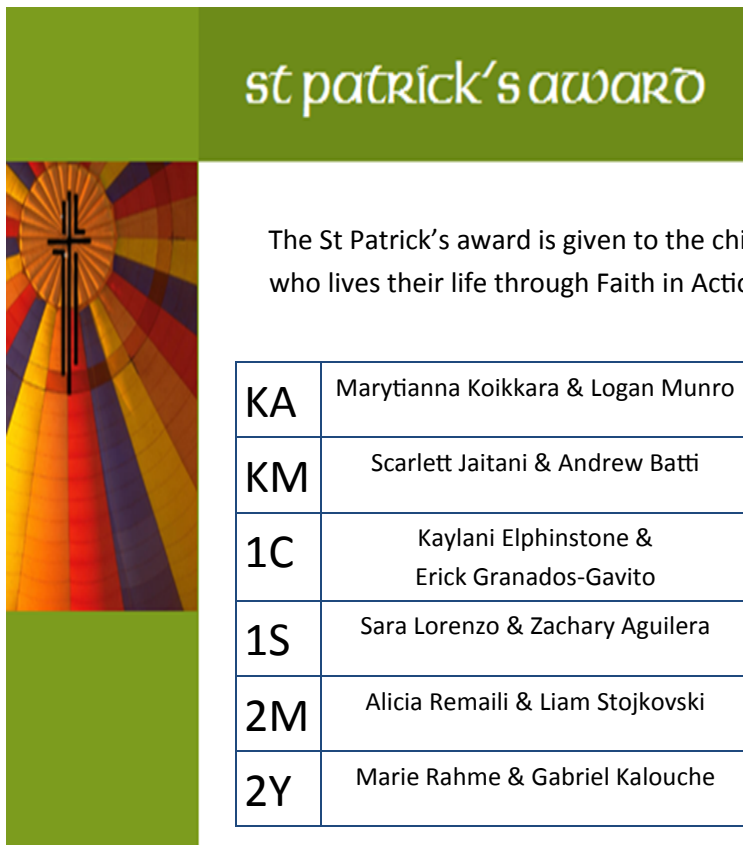 st patrick's award
The St Patrick's award is given to the chi
who lives their life through Faith in Actio
KA Marytianna Koikkara & Logan Munro
KM Scarlett Jaitani & Andrew Batti
1C Kaylani Elphinstone &
Erick Granados-Gavito
1S Sara Lorenzo & Zachary Aguilera
2M Alicia Remaili & Liam Stojkovski
2Y Marie Rahme & Gabriel Kalouche